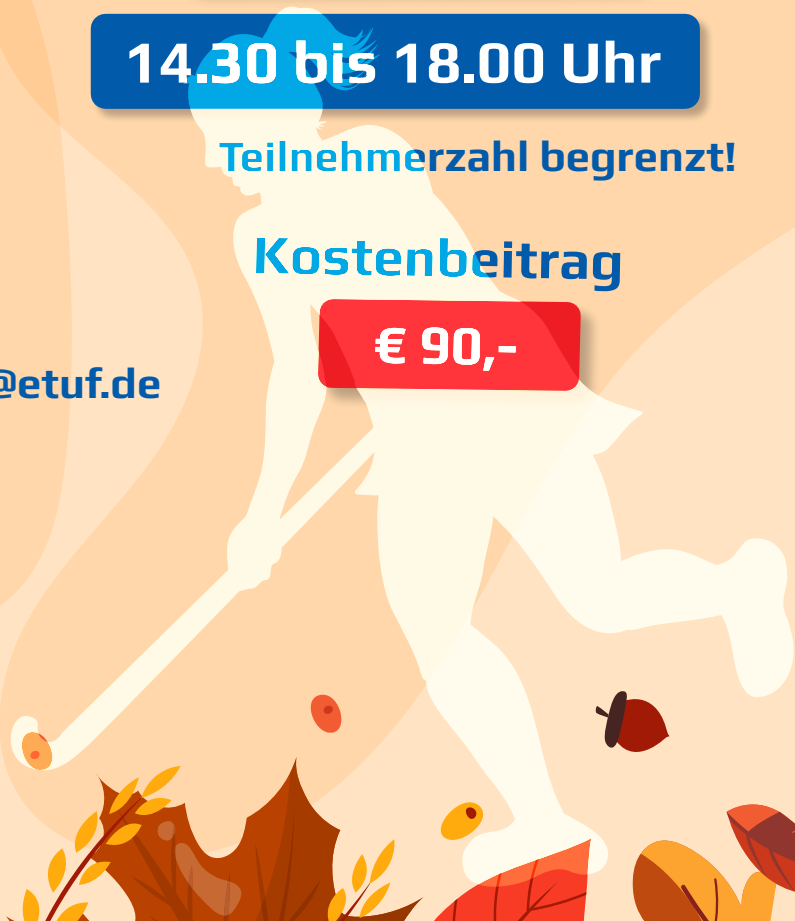 14.30 bis 18.00 Uhr
Teilnehmerzahl begrenzt!
Kostenbeitrag
€ 90,-
@etuf.de